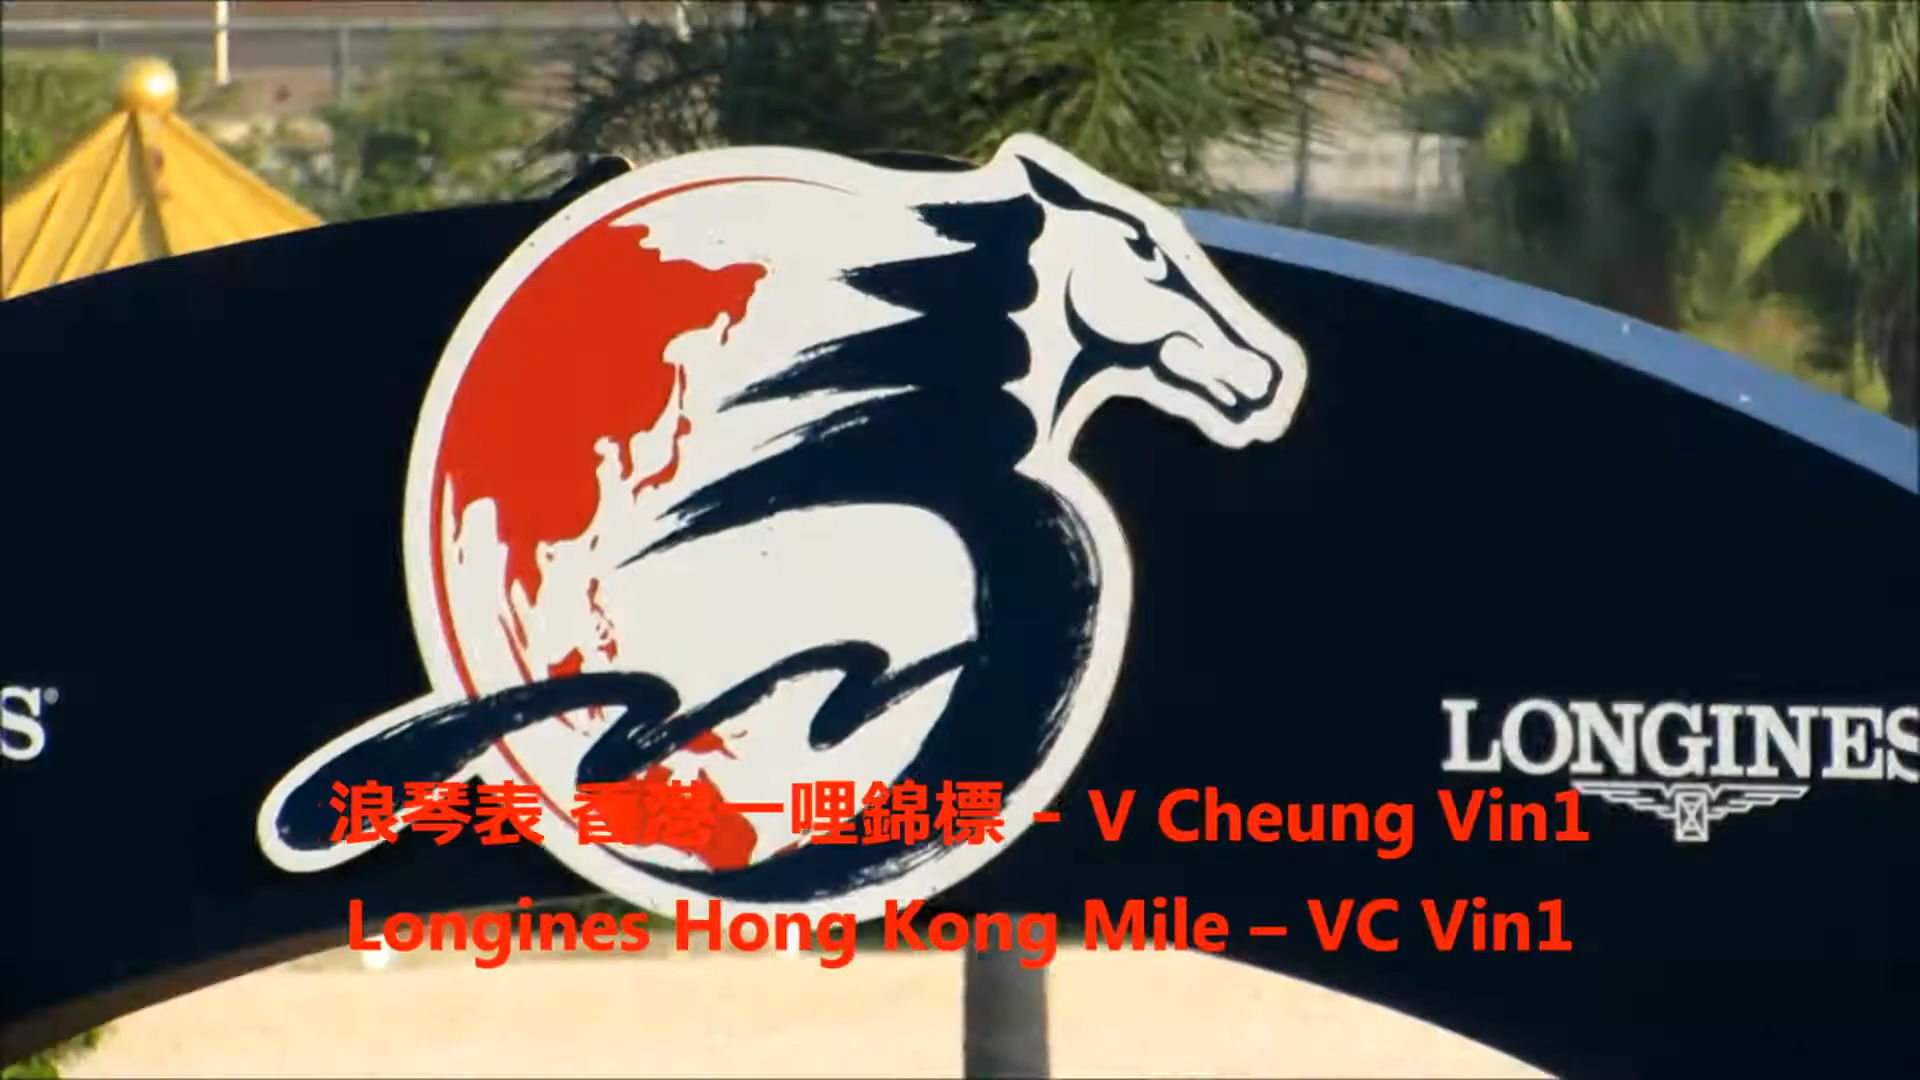 S
LONGINES
浪琴表 香港一哩錦標 - V Cheung Vin1
Longines Hong Kong Mile – VC Vin1